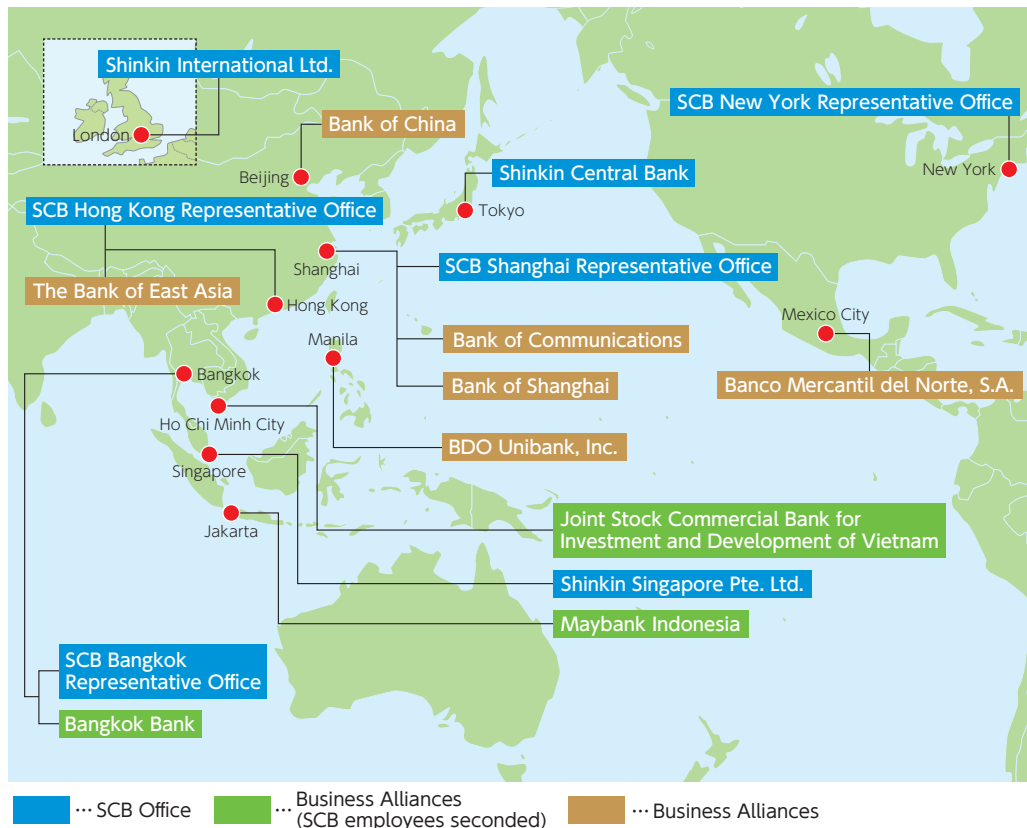 Shinkin International Ltd.
London
Bank of China
Beijing
SCB New York Representative Office
New York
Shinkin Central Bank
Tokyo
SCB Hong Kong Representative Office
Shanghai
SCB Shanghai Representative Office
The Bank of East Asia
Hong Kong
Mexico City
Manila
Bank of Communications
Bangkok
Bank of Shanghai
Banco Mercantil del Norte, S.A.
Ho Chi Minh City
BDO Unibank, Inc.
Singapore
Jakarta
Joint Stock Commercial Bank for
Investment and Development of Vietnam
Shinkin Singapore Pte. Ltd.
Maybank Indonesia
SCB Bangkok
Representative Office
Bangkok Bank
… SCB Office
… Business Alliances
(SCB employees seconded)
… Business Alliances